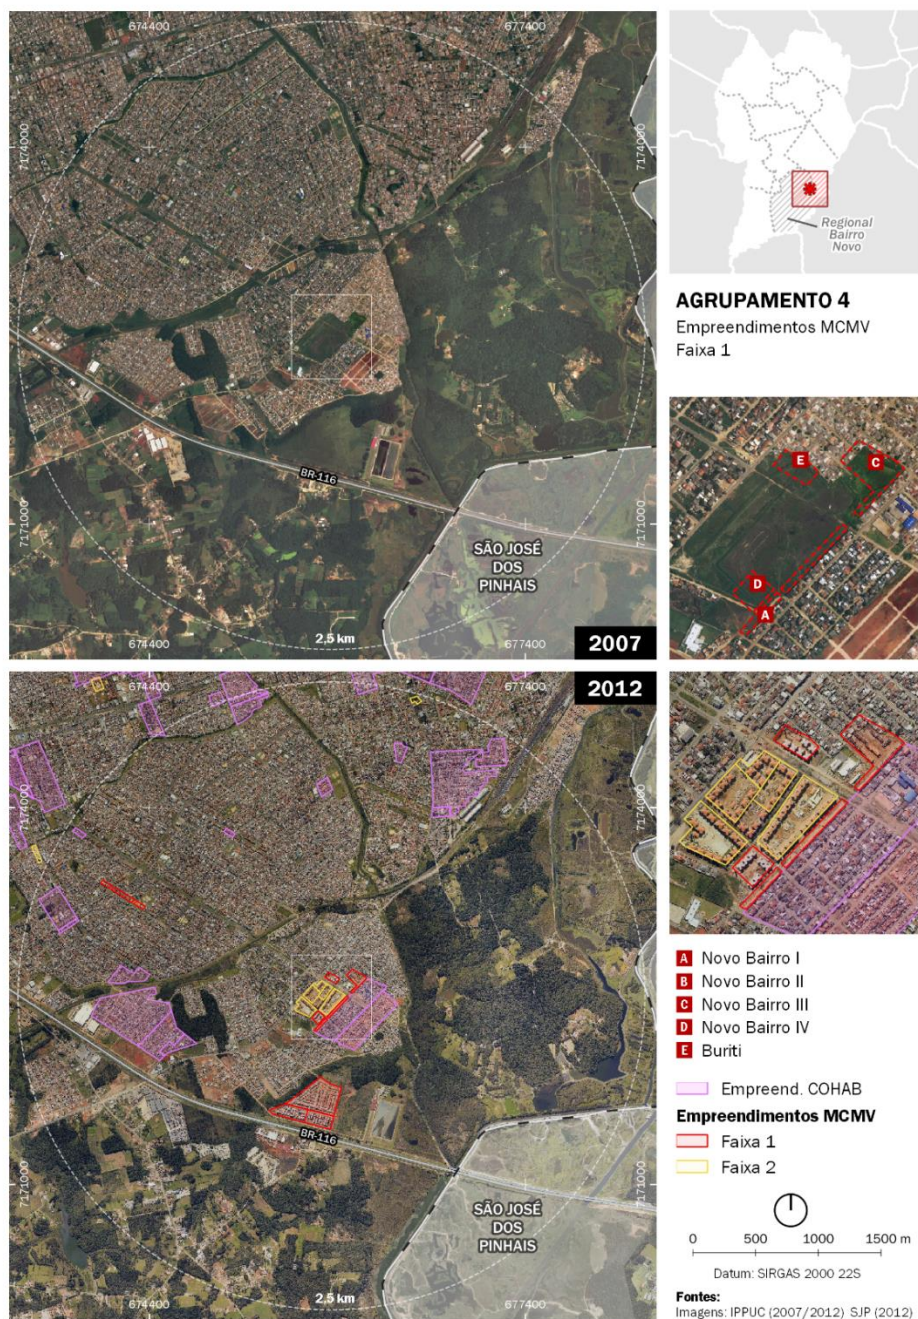 674400
677400
7174000
7174000
BR-116
7171000
7171000
SÃO JOSÉ
DOS
PINHAIS
674400
2.5 km
677400
2007
Regional
Bairro
Novo
AGRUPAMENTO 4
Empreendimentos MCMV
Faixa 1
E
C
D
A
674400
677400
2012
7174000
7174000
BR-116
7171000
7171000
SÃO JOSÉ
DOS
PINHAIS
674400
2.5 km
677400
A Novo Bairro I
B Novo Bairro II
C Novo Bairro III
D Novo Bairro IV
E Buriti
Empreend. COHAB
Empreendimentos MCMV
Faixa 1
Faixa 2
0 500 1000 1500 m
Datum: SIRGAS 2000 22S
Fontes:
Imagens: IPPUC (2007/2012) SJP (2012)